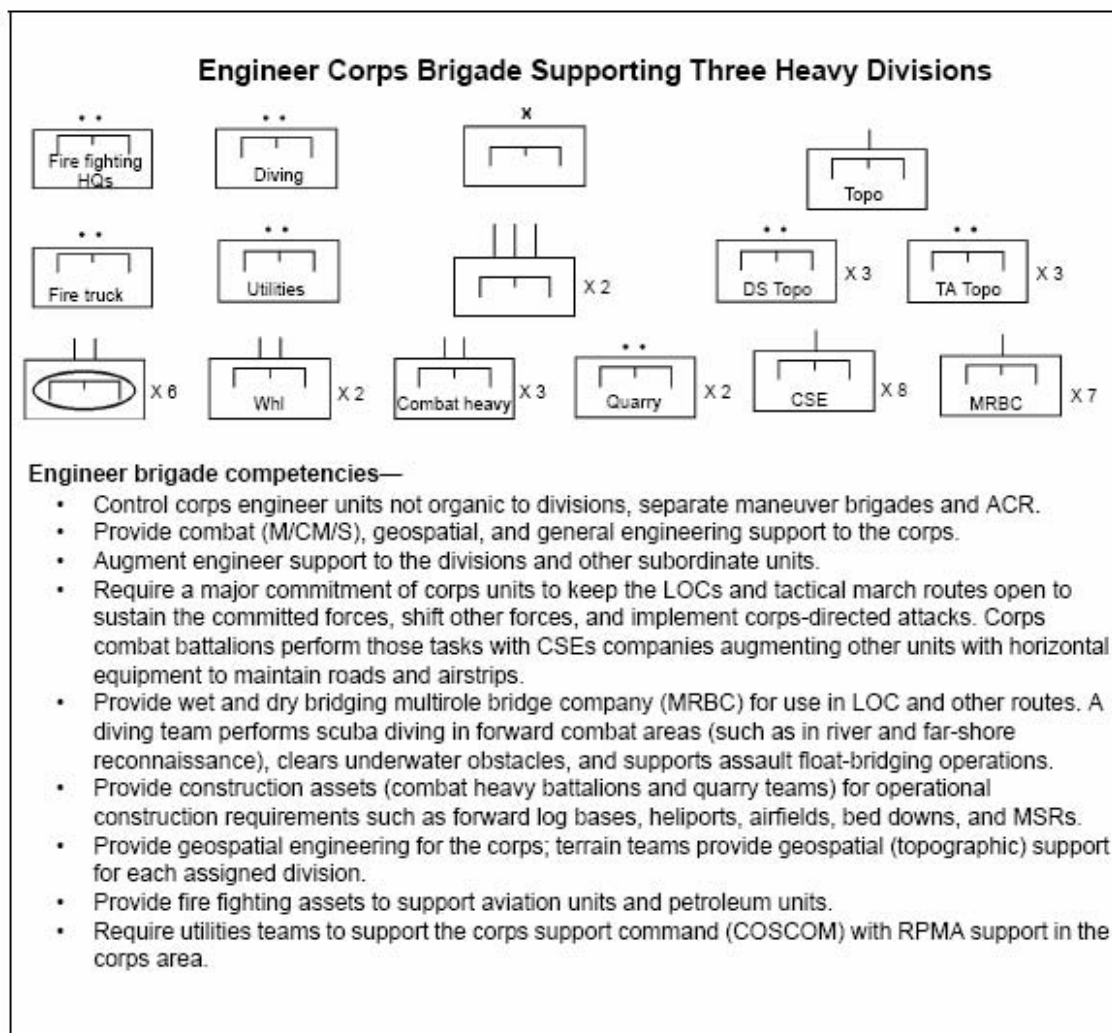 Engineer Corps Brigade Supporting Three Heavy Divisions
X
Fire fighting
HQs
Diving
Topo
Fire truck
Utilities
X 2
DS Topo
X 3
TA Topo
X 3
X 6
Whl
X 2
Combat heavy
X 3
Quarry
X 2
CSE
X 8
MRBC
X 7
Engineer brigade competencies—
• Control corps engineer units not organic to divisions, separate maneuver brigades and ACR.
• Provide combat (M/CM/S), geospatial, and general engineering support to the corps.
• Augment engineer support to the divisions and other subordinate units.
• Require a major commitment of corps units to keep the LOCs and tactical march routes open to
sustain the committed forces, shift other forces, and implement corps-directed attacks. Corps
combat battalions perform those tasks with CSEs companies augmenting other units with horizontal
equipment to maintain roads and airstrips.
• Provide wet and dry bridging multirole bridge company (MRBC) for use in LOC and other routes. A
diving team performs scuba diving in forward combat areas (such as in river and far-shore
reconnaissance), clears underwater obstacles, and supports assault float-bridging operations.
• Provide construction assets (combat heavy battalions and quarry teams) for operational
construction requirements such as forward log bases, heliports, airfields, bed downs, and MSRs.
• Provide geospatial engineering for the corps; terrain teams provide geospatial (topographic) support
for each assigned division.
• Provide fire fighting assets to support aviation units and petroleum units.
• Require utilities teams to support the corps support command (COSCOM) with RPMA support in the
corps area.